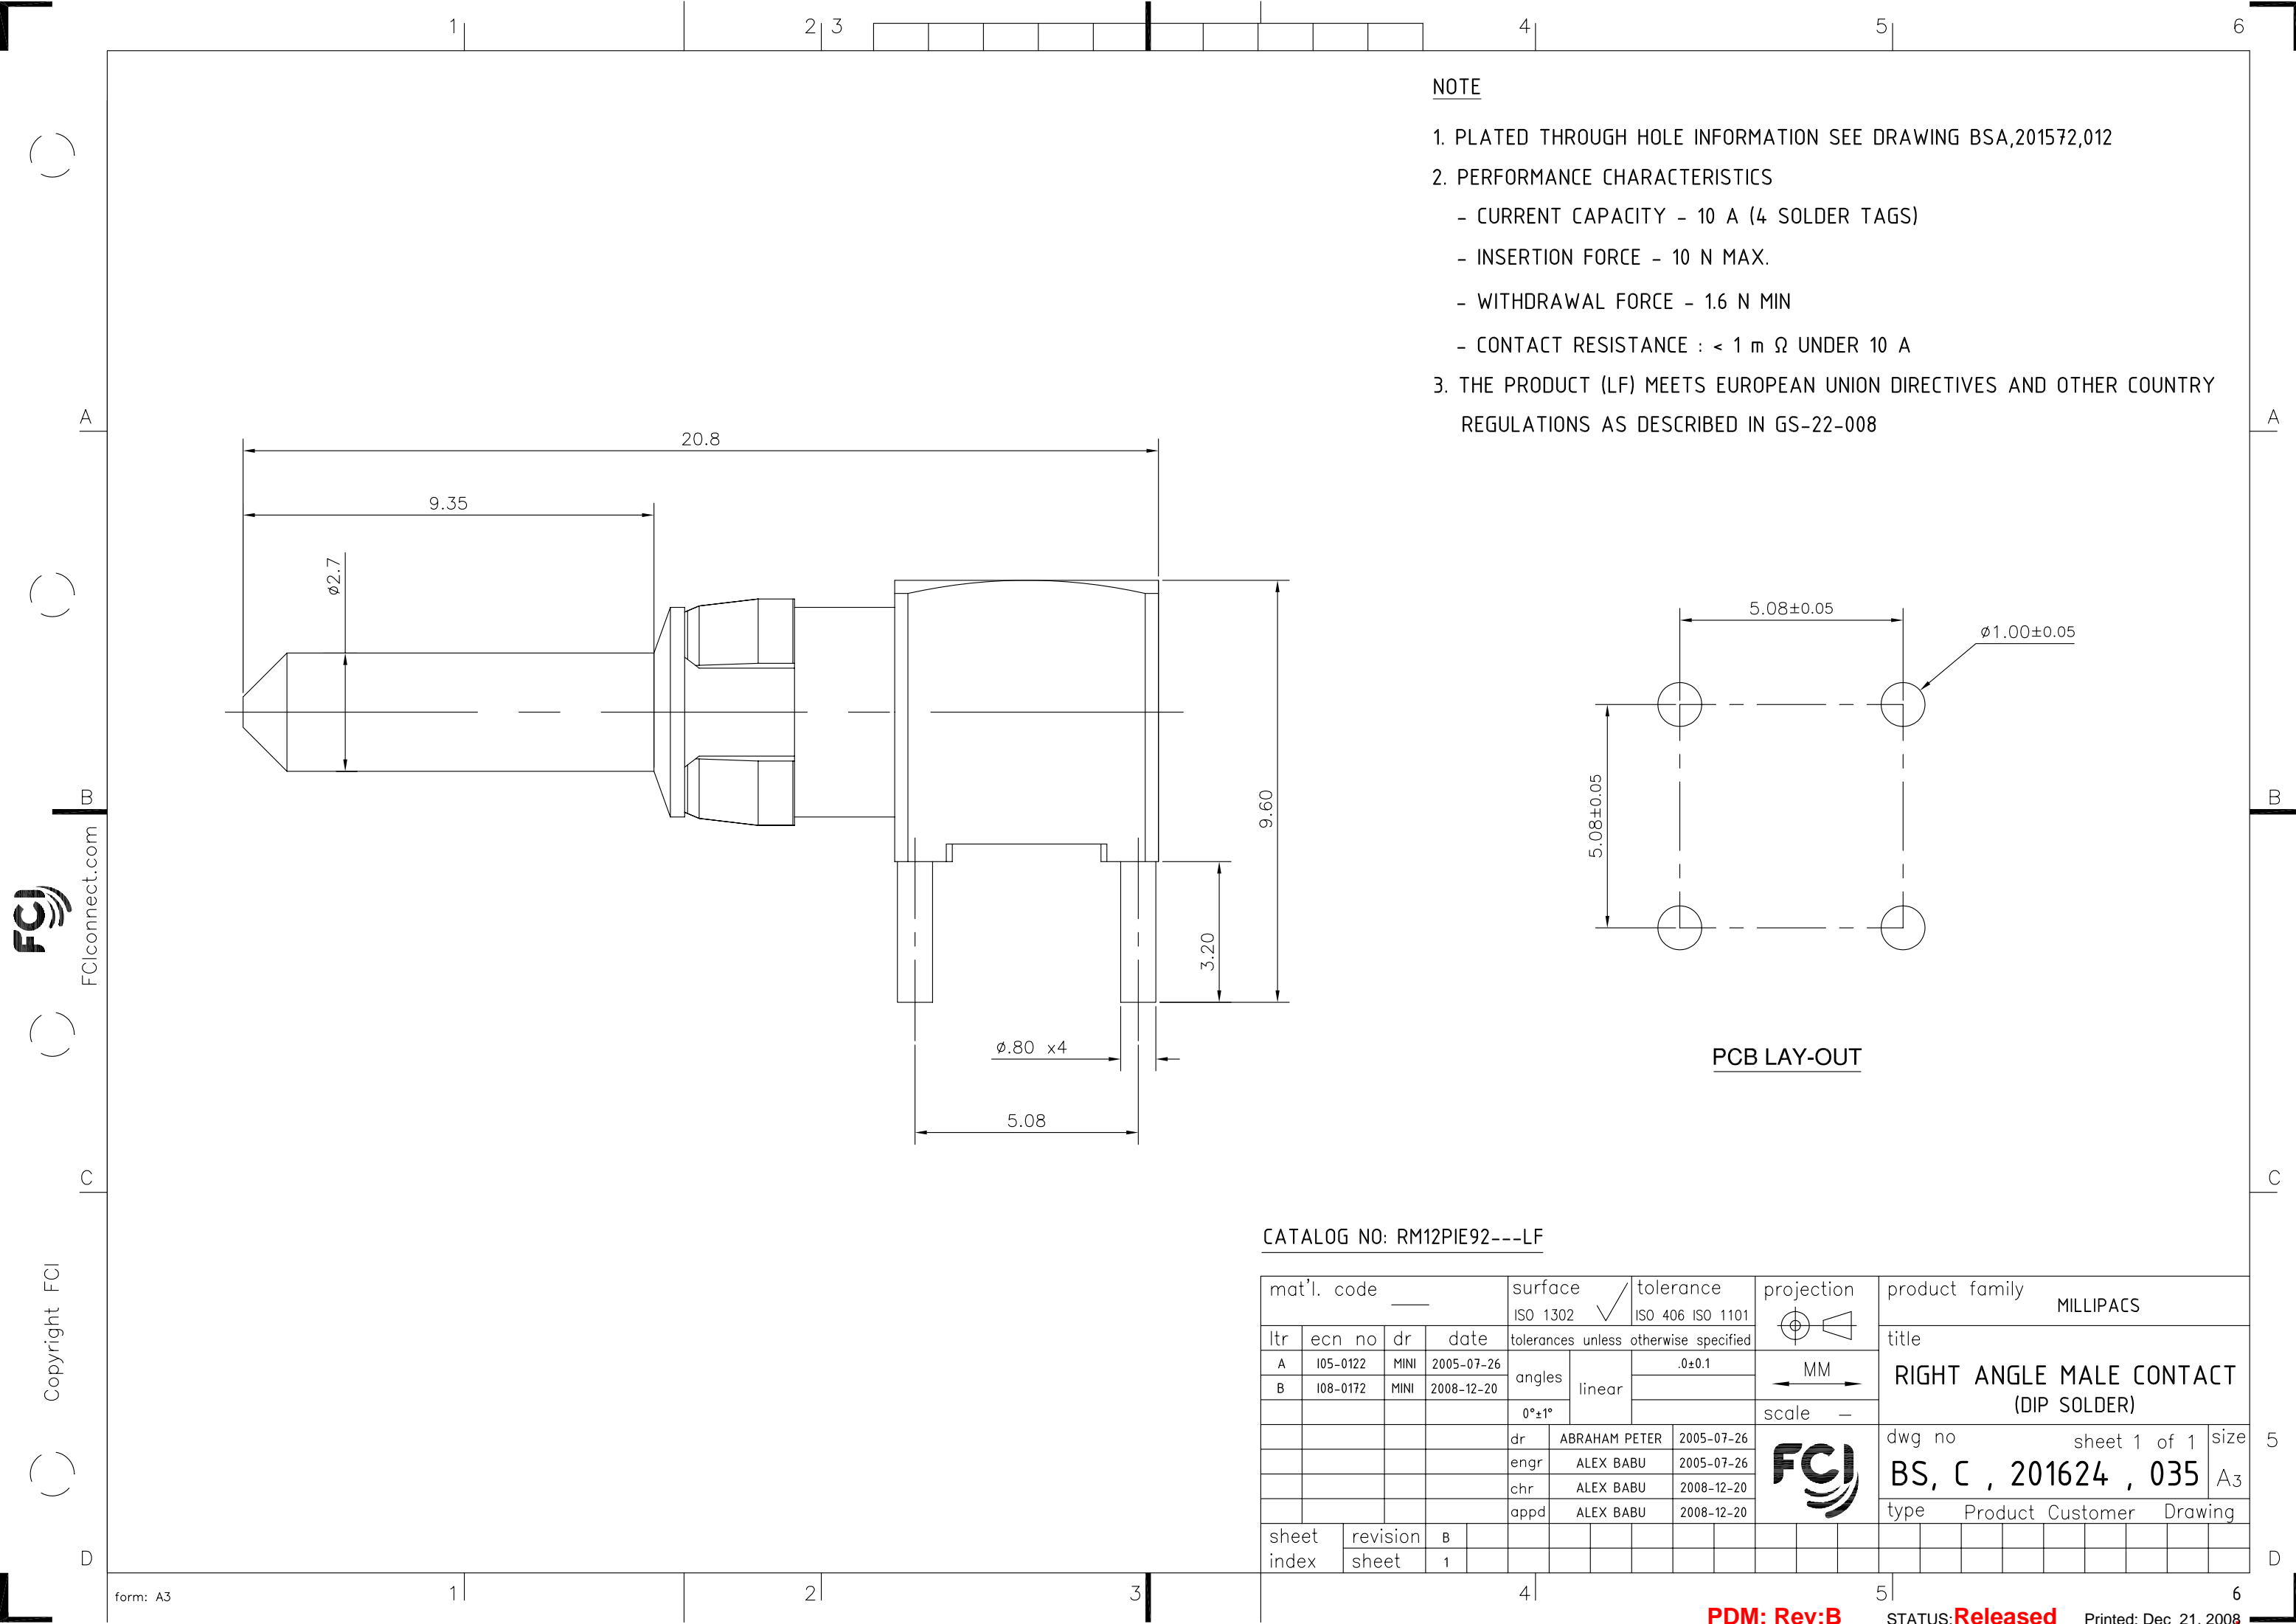 1 2 3 4 5 6
NOTE
1. PLATED THROUGH HOLE INFORMATION SEE DRAWING BSA,201572,012
2. PERFORMANCE CHARACTERISTICS
- CURRENT CAPACITY - 10 A (4 SOLDER TAGS)
- INSERTION FORCE - 10 N MAX.
- WITHDRAWAL FORCE - 1.6 N MIN
- CONTACT RESISTANCE : < 1 m Ω UNDER 10 A
3. THE PRODUCT (LF) MEETS EUROPEAN UNION DIRECTIVES AND OTHER COUNTRY
REGULATIONS AS DESCRIBED IN GS-22-008
A
A
20.8
9.35
ø2.7
9.60
3.20
ø.80 x4
5.08
5.08±0.05
ø1.00±0.05
5.08±0.05
PCB LAY-OUT
B
B
FCI
FCIconnect.com
C
C
Copyright FCI
CATALOG NO: RM12PIE92---LF
mat'l. code
surface
ISO 1302
tolerance
ISO 406 ISO 1101
projection
product family
MILLIPACS
ltr ecn no dr date
tolerances unless otherwise specified
title
A I05-0122 MINI 2005-07-26
B I08-0172 MINI 2008-12-20
angles
0°±1°
linear
.0±0.1
MM
scale –
RIGHT ANGLE MALE CONTACT
(DIP SOLDER)
dr ABRAHAM PETER 2005-07-26
engr ALEX BABU 2005-07-26
chr ALEX BABU 2008-12-20
appd ALEX BABU 2008-12-20
FCI
dwg no sheet 1 of 1 size
BS, C , 201624 , 035 A3
type Product Customer Drawing
5
sheet index
revision B
sheet 1
D
D
form: A3
1 2 3 4 5 6
PDM: Rev:B STATUS:Released Printed: Dec 21, 2008